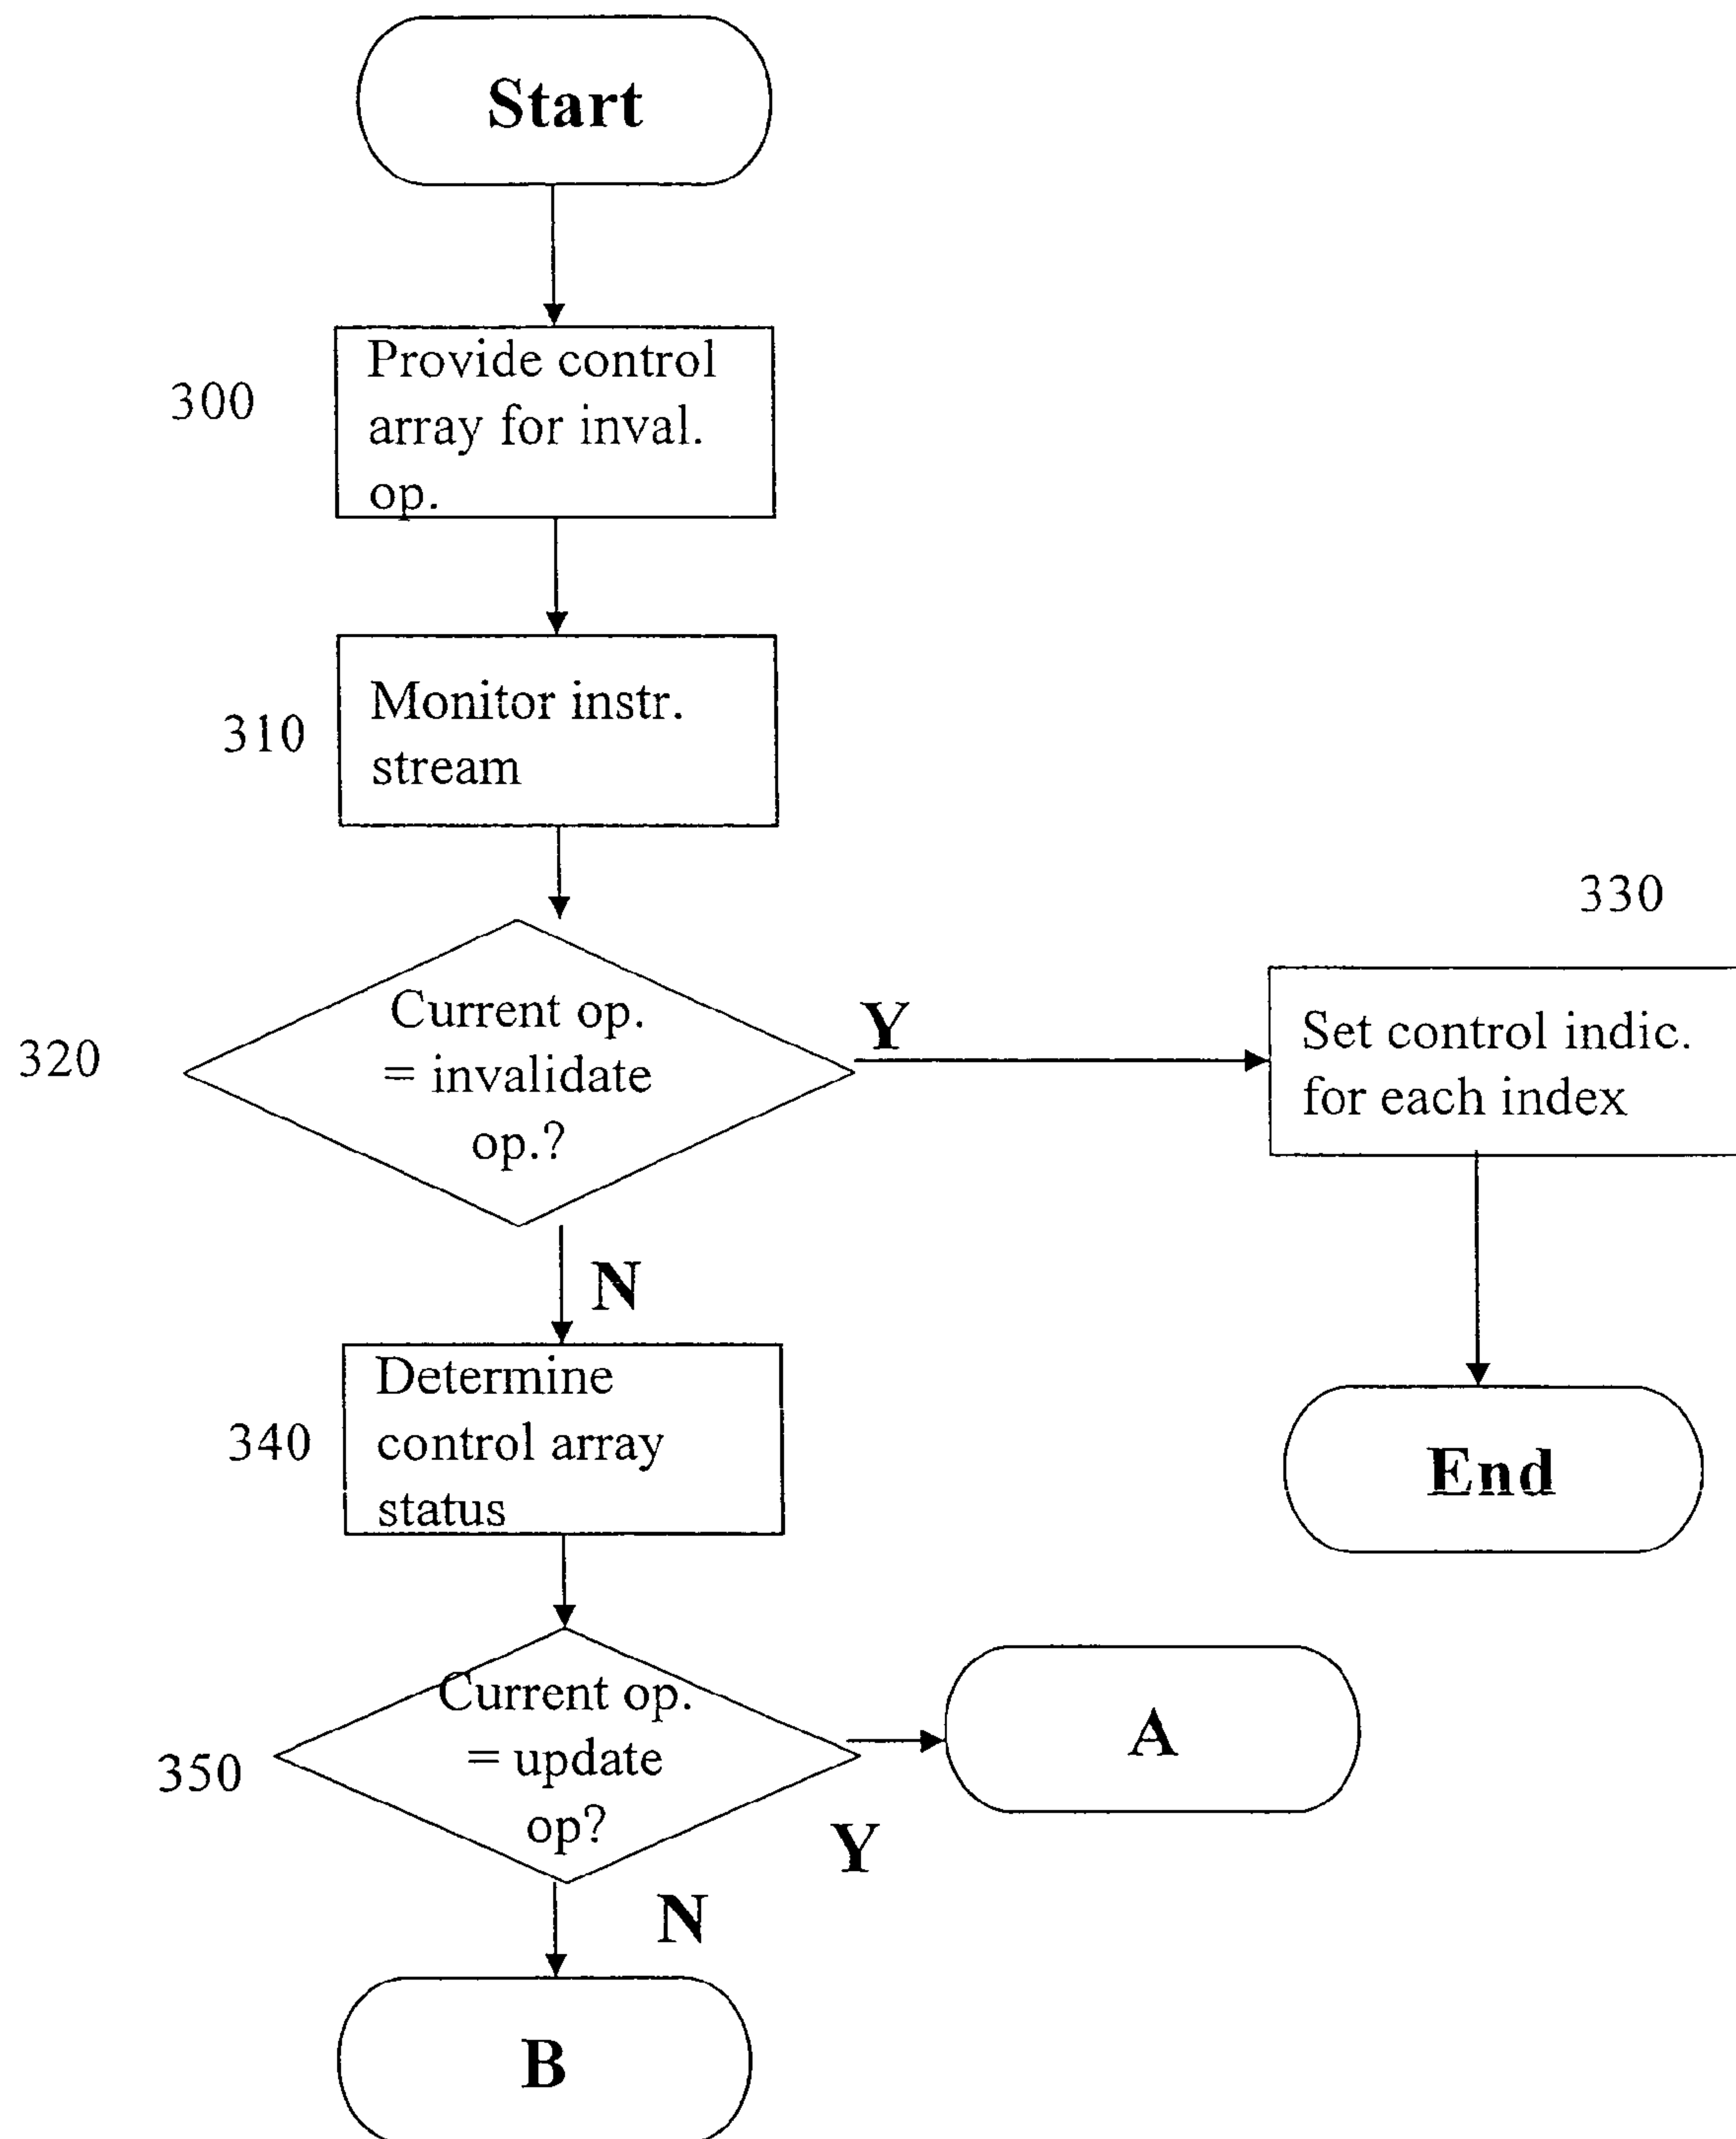 Start
300
Provide control
array for inval.
op.
310
Monitor instr.
stream
330
320
Current op.
= invalidate
op.?
Y
Set control indic.
for each index
N
340
Determine
control array
status
End
350
Current op.
= update
op?
A
Y
N
B